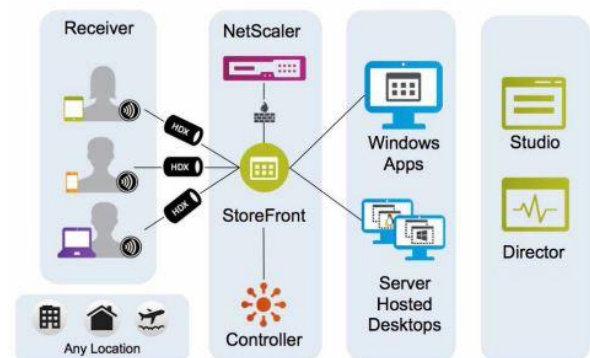 Receiver
HDX
HDX
HDX
Any Location
NetScaler
StoreFront
Controller
Windows
Apps
Server
Hosted
Desktops
Studio
Director